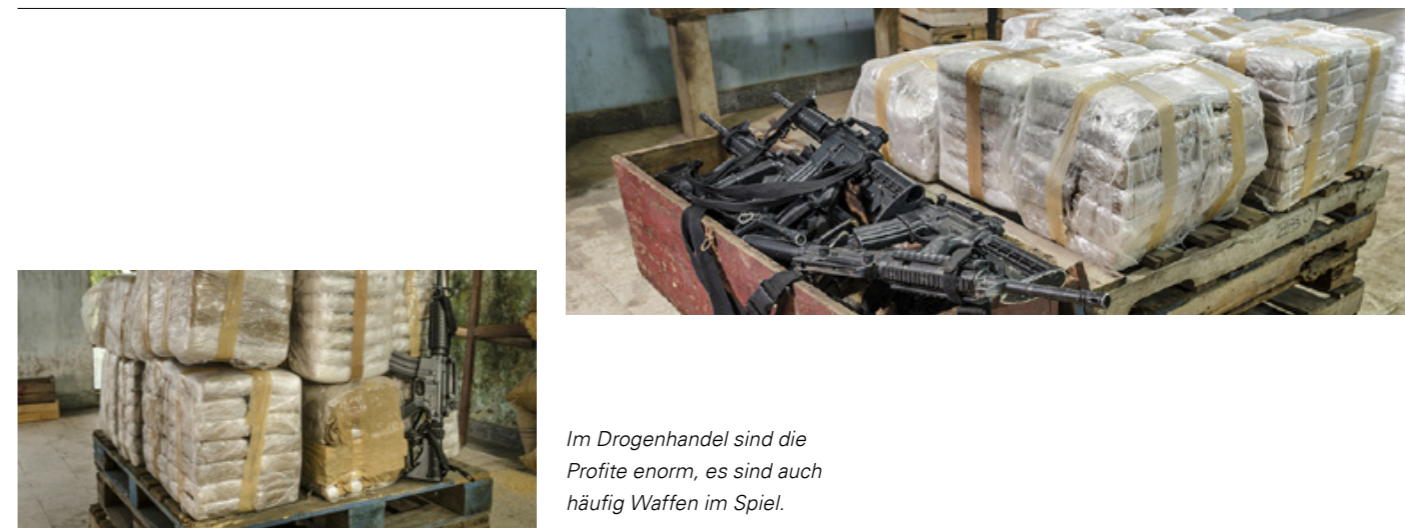 Im Drogenhandel sind die
Profite enorm, es sind auch
häufig Waffen im Spiel.